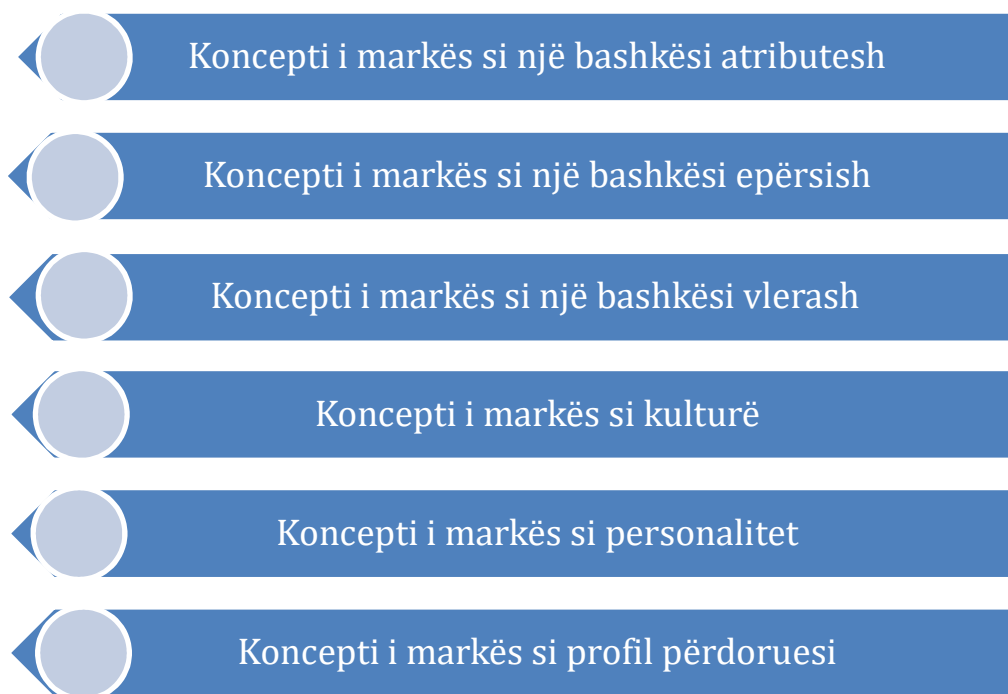 Koncepti i markës si një bashkësi atributesh
Koncepti i markës si një bashkësi epërsish
Koncepti i markës si një bashkësi vlerash
Koncepti i markës si kulturë
Koncepti i markës si personalitet
Koncepti i markës si profil përdoruesi